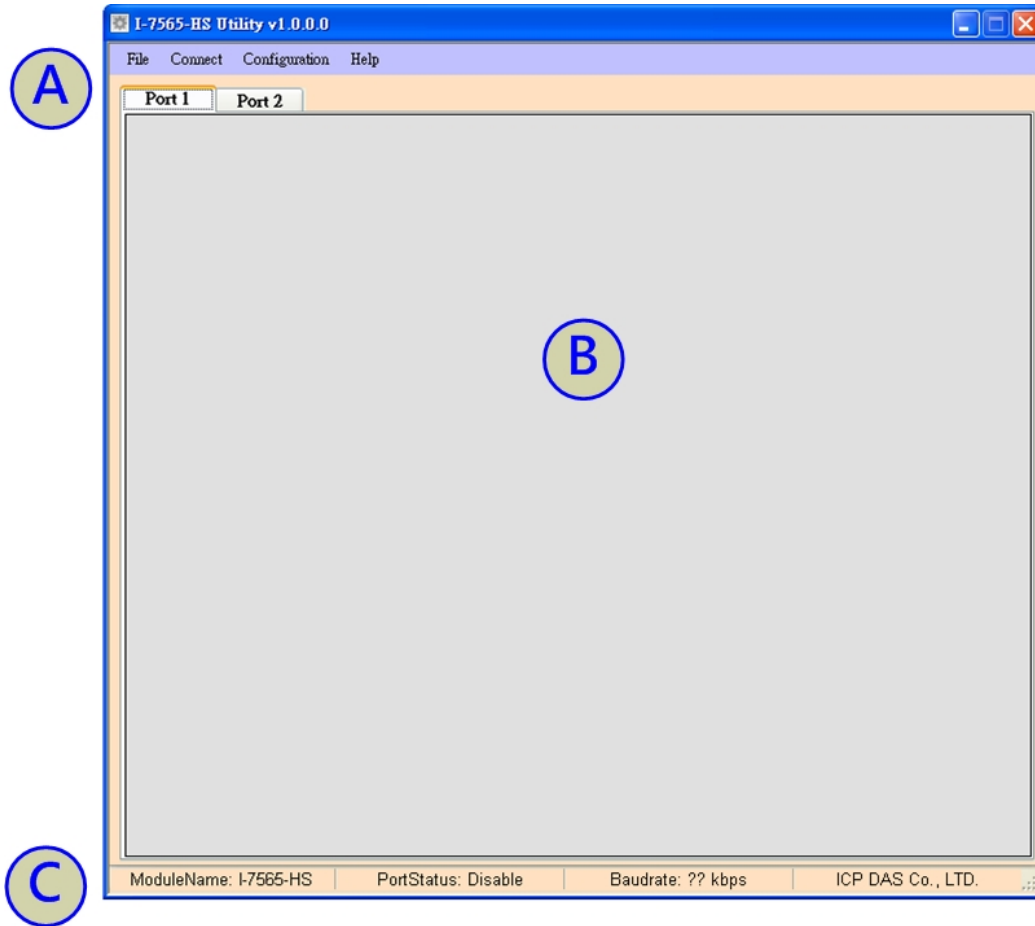 I-7565-HS Utility v1.0.0.0
File Connect Configuration Help
A
Port 1 Port 2
B
C
ModuleName: I-7565-HS PortStatus: Disable Baudrate: ?? kbps ICP DAS Co., LTD.